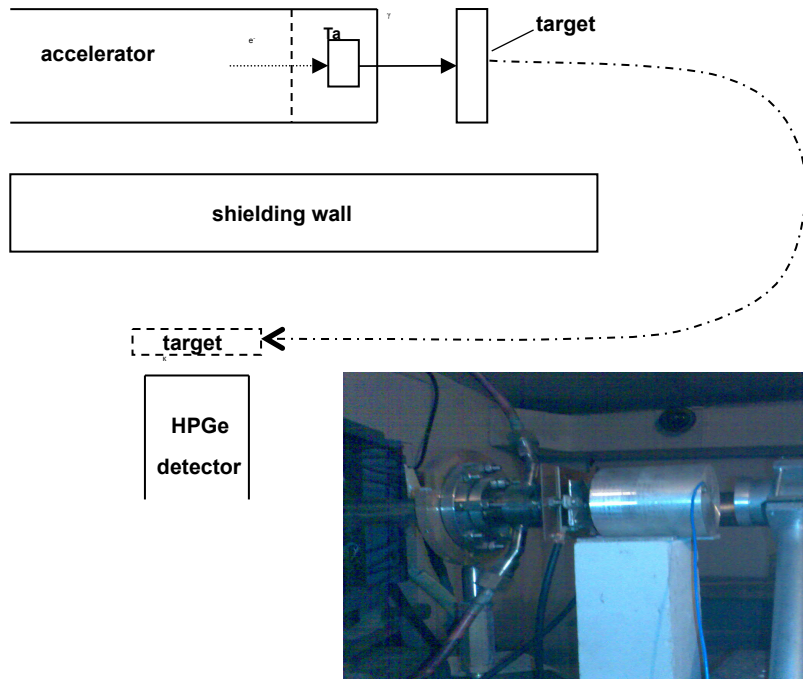 γ
target
Ta
e-
accelerator
shielding wall
target
K
HPGe
detector